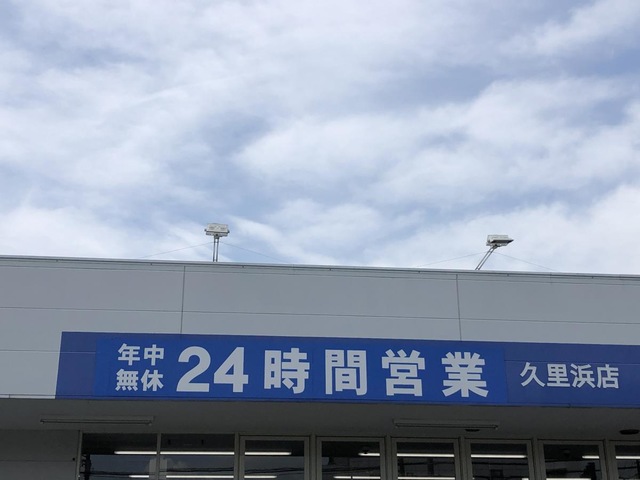 年中
無休
24時間営業
久里浜店